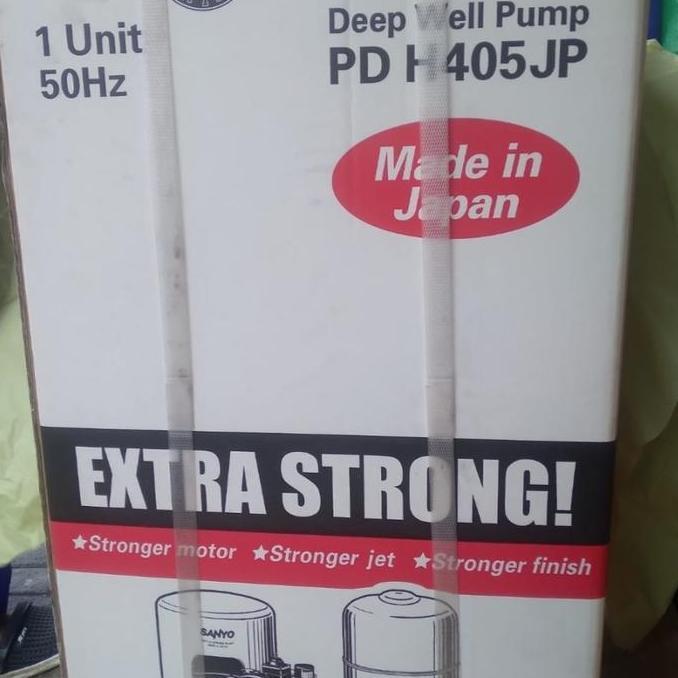 1 Unit
50Hz
Deep Well Pump
PD H405JP
Made in
Japan
EXTRA STRONG!
★Stronger motor ★Stronger jet ★Stronger finish
SANYO